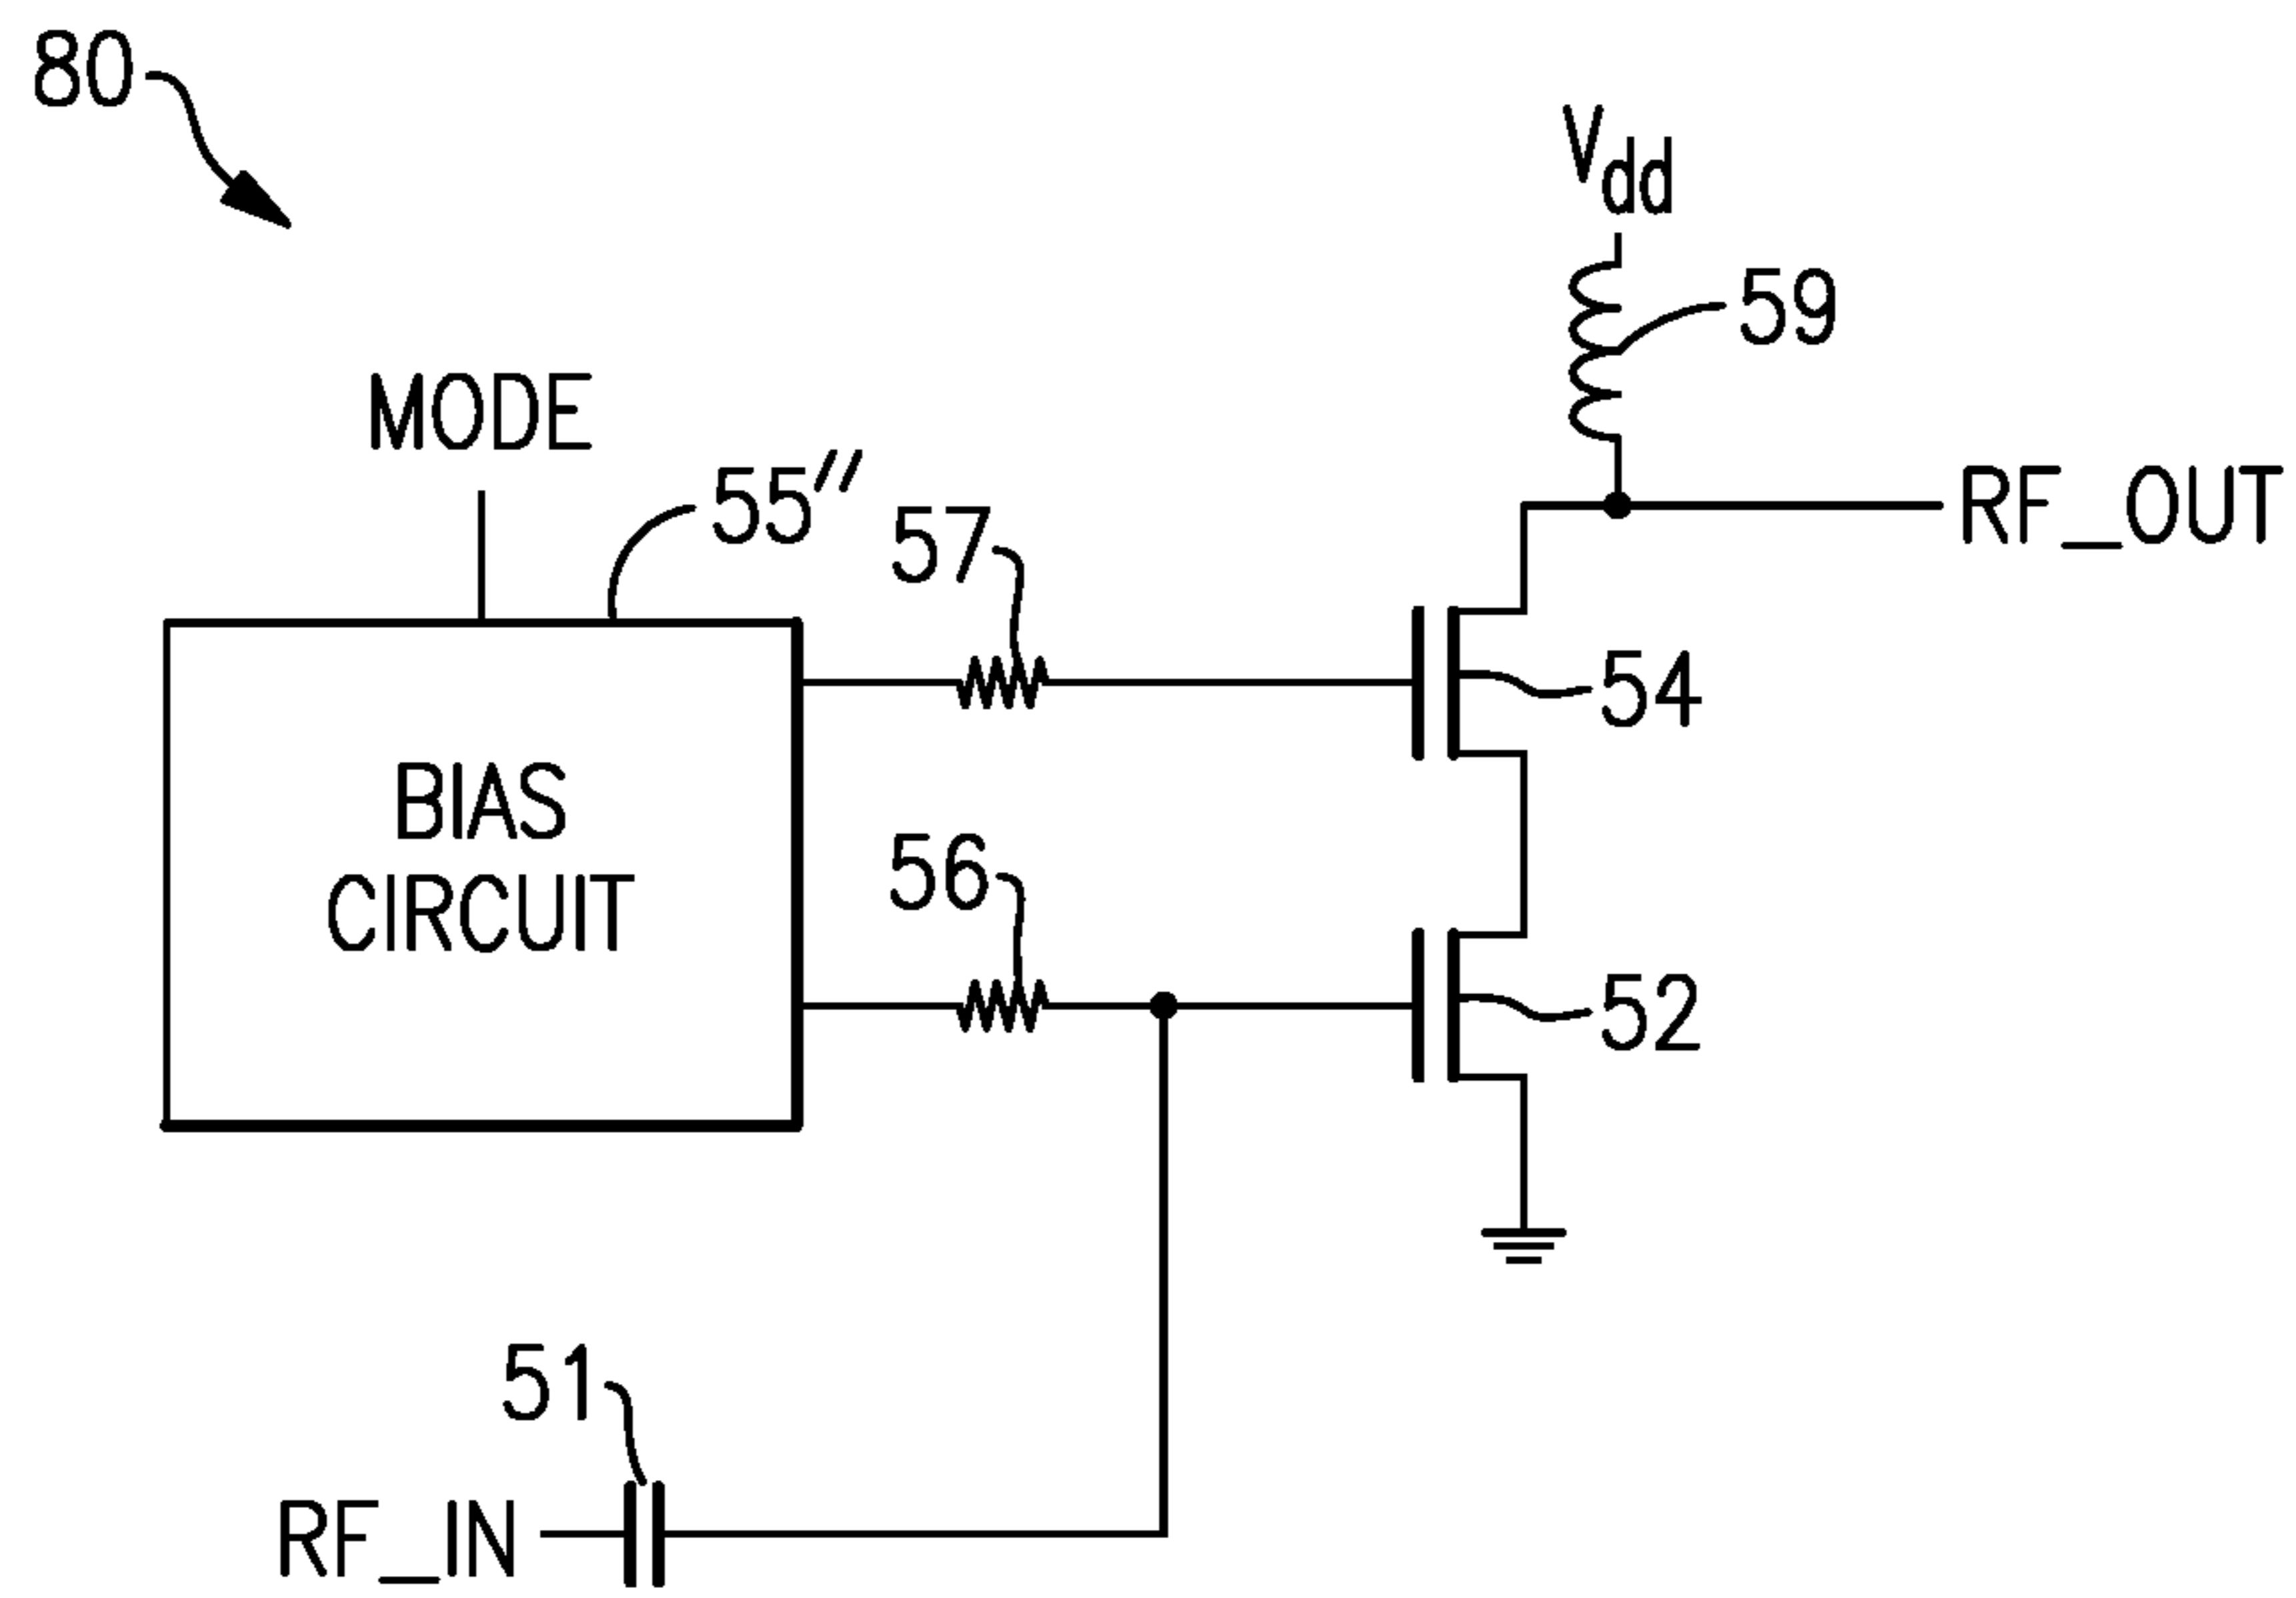 80
Vdd
59
MODE
55"
RF_OUT
57
54
BIAS
CIRCUIT
56
52
51
RF_IN